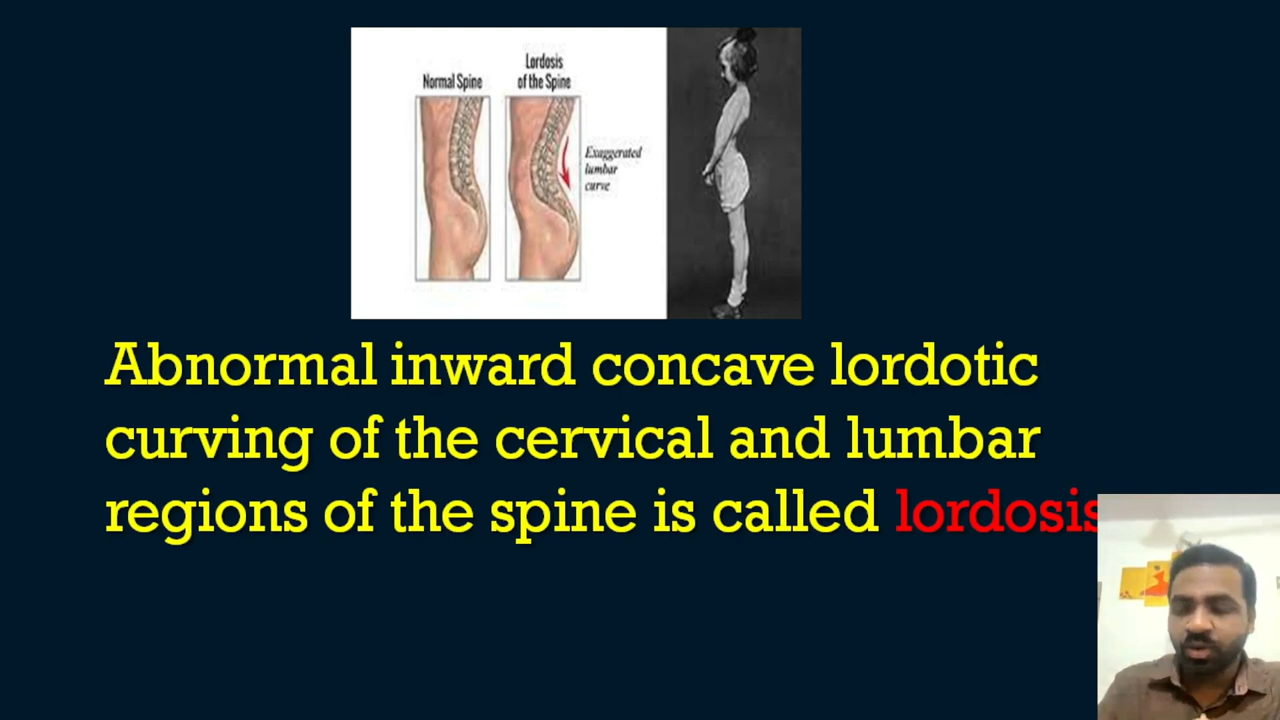 Normal Spine
Lordosis
of the Spine
Exaggerated
lumbar
curve
Abnormal inward concave lordotic
curving of the cervical and lumbar
regions of the spine is called lordosis